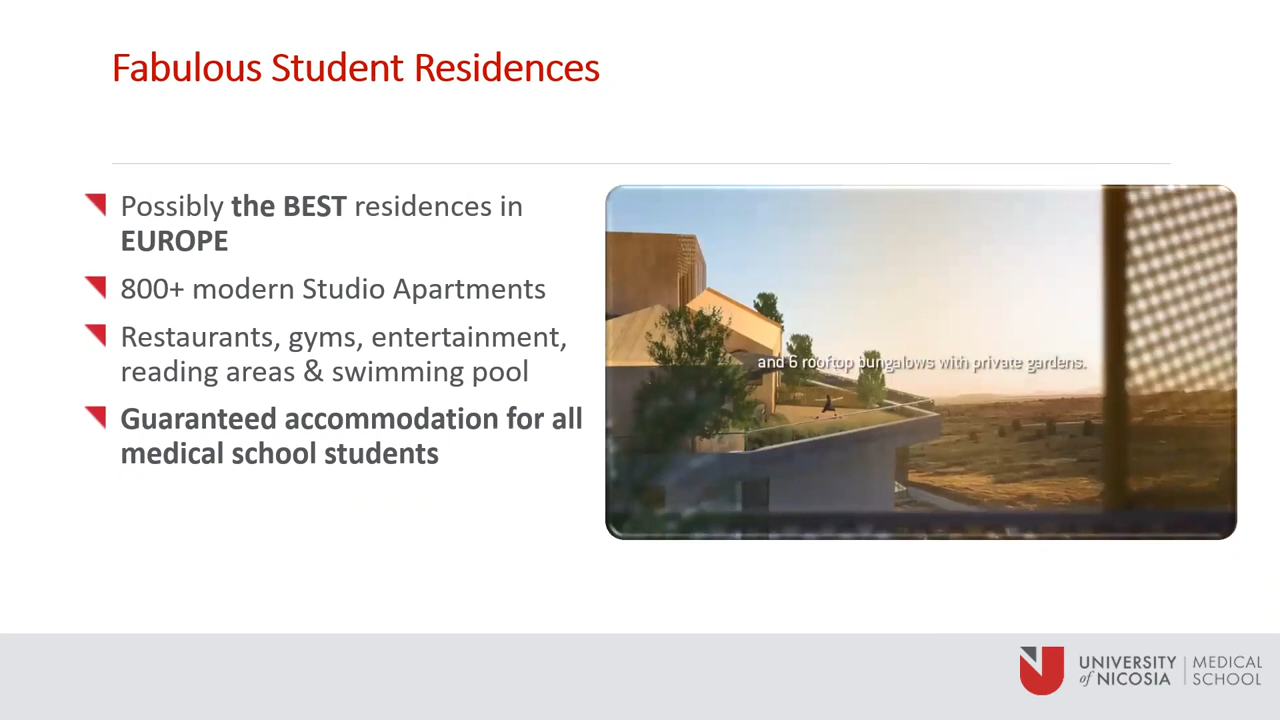 Fabulous Student Residences
Possibly the BEST residences in
EUROPE
800+ modern Studio Apartments
Restaurants, gyms, entertainment,
reading areas & swimming pool
Guaranteed accommodation for all
medical school students
and 6 rooftop bungalows with private gardens.
UNIVERSITY
of NICOSIA
MEDICAL
SCHOOL